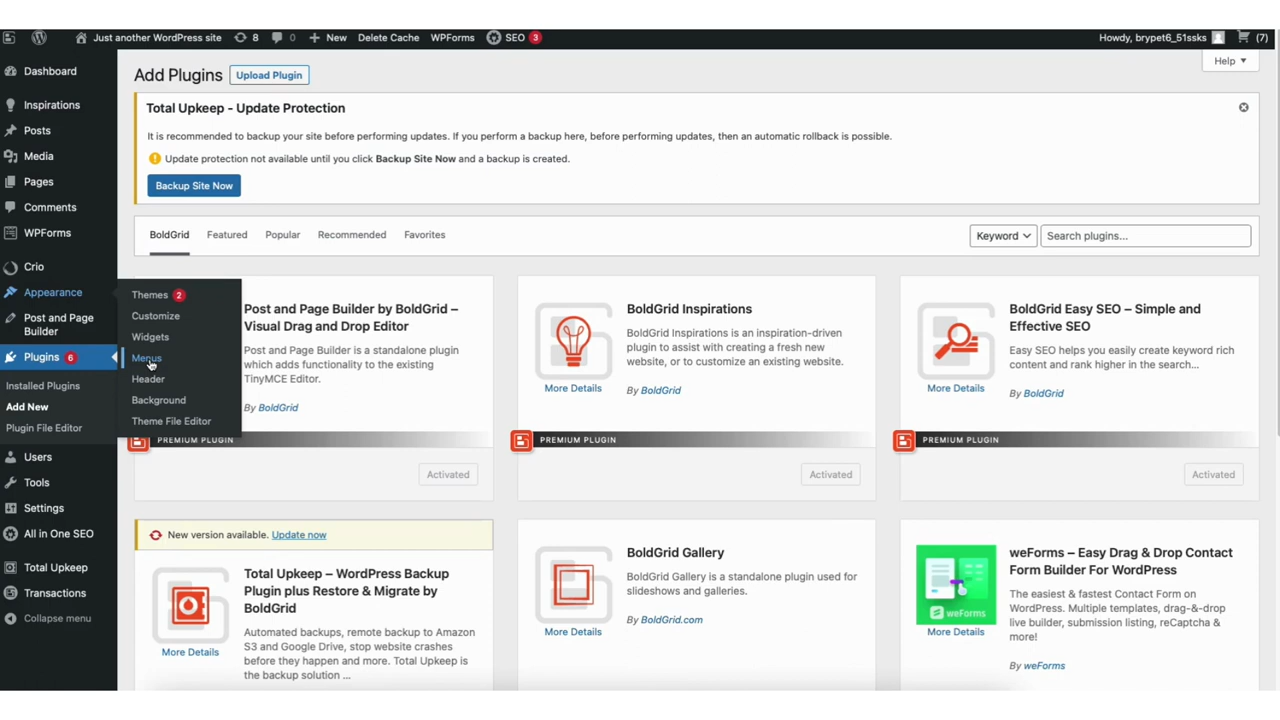 Just another WordPress site 8 0 New Delete Cache WPForms SEO 3 Howdy, brypet6_51ssks (7)
Dashboard
Inspirations
Posts
Media
Pages
Comments
WPForms
Crio
Appearance
Post and Page
Builder
Plugins 6
Installed Plugins
Add New
Plugin File Editor
Users
Tools
Settings
All in One SEO
Total Upkeep
Transactions
Collapse menu
Themes 2
Customize
Widgets
Menus
Header
Background
Theme File Editor
Add Plugins Upload Plugin Help
Total Upkeep - Update Protection
It is recommended to backup your site before performing updates. If you perform a backup here, before performing updates, then an automatic rollback is possible.
Update protection not available until you click Backup Site Now and a backup is created.
Backup Site Now
BoldGrid Featured Popular Recommended Favorites Keyword Search plugins...
Post and Page Builder by BoldGrid –
Visual Drag and Drop Editor
Post and Page Builder is a standalone plugin
which adds functionality to the existing
TinyMCE Editor.
By BoldGrid
PREMIUM PLUGIN
Activated
BoldGrid Inspirations
BoldGrid Inspirations is an inspiration-driven
plugin to assist with creating a fresh new
website, or to customize an existing website.
More Details
By BoldGrid
PREMIUM PLUGIN
Activated
BoldGrid Easy SEO – Simple and
Effective SEO
Easy SEO helps you easily create keyword rich
content and rank higher in the search...
More Details
By BoldGrid
PREMIUM PLUGIN
Activated
New version available. Update now
Total Upkeep – WordPress Backup
Plugin plus Restore & Migrate by
BoldGrid
Automated backups, remote backup to Amazon
S3 and Google Drive, stop website crashes
before they happen and more. Total Upkeep is
the backup solution ...
More Details
BoldGrid Gallery
BoldGrid Gallery is a standalone plugin used for
slideshows and galleries.
More Details
By BoldGrid.com
weForms – Easy Drag & Drop Contact
Form Builder For WordPress
The easiest & fastest Contact Form on
WordPress. Multiple templates, drag-&-drop
live builder, submission listing, reCaptcha &
more!
weForms
More Details
By weForms